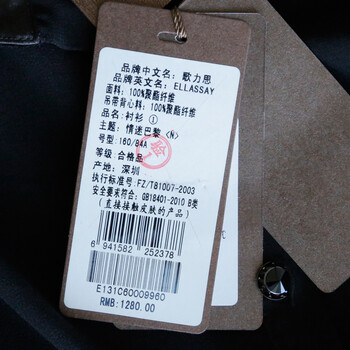 品牌中文名: 歌力思
品牌英文名: ELLASSAY
面料: 100%聚酯纤维
吊带背心料: 100%聚酯纤维
品名: 衬衫 ①
主题: 情迷巴黎 <N>
号型: 160/84A
等级: 合格品
产地: 深圳
执行标准号: FZ/T81007-2003
安全要求符合: GB18401-2010 B类
(直接接触皮肤的产品)
6 941582 252378
E131C60009960
RMB: 1280.00